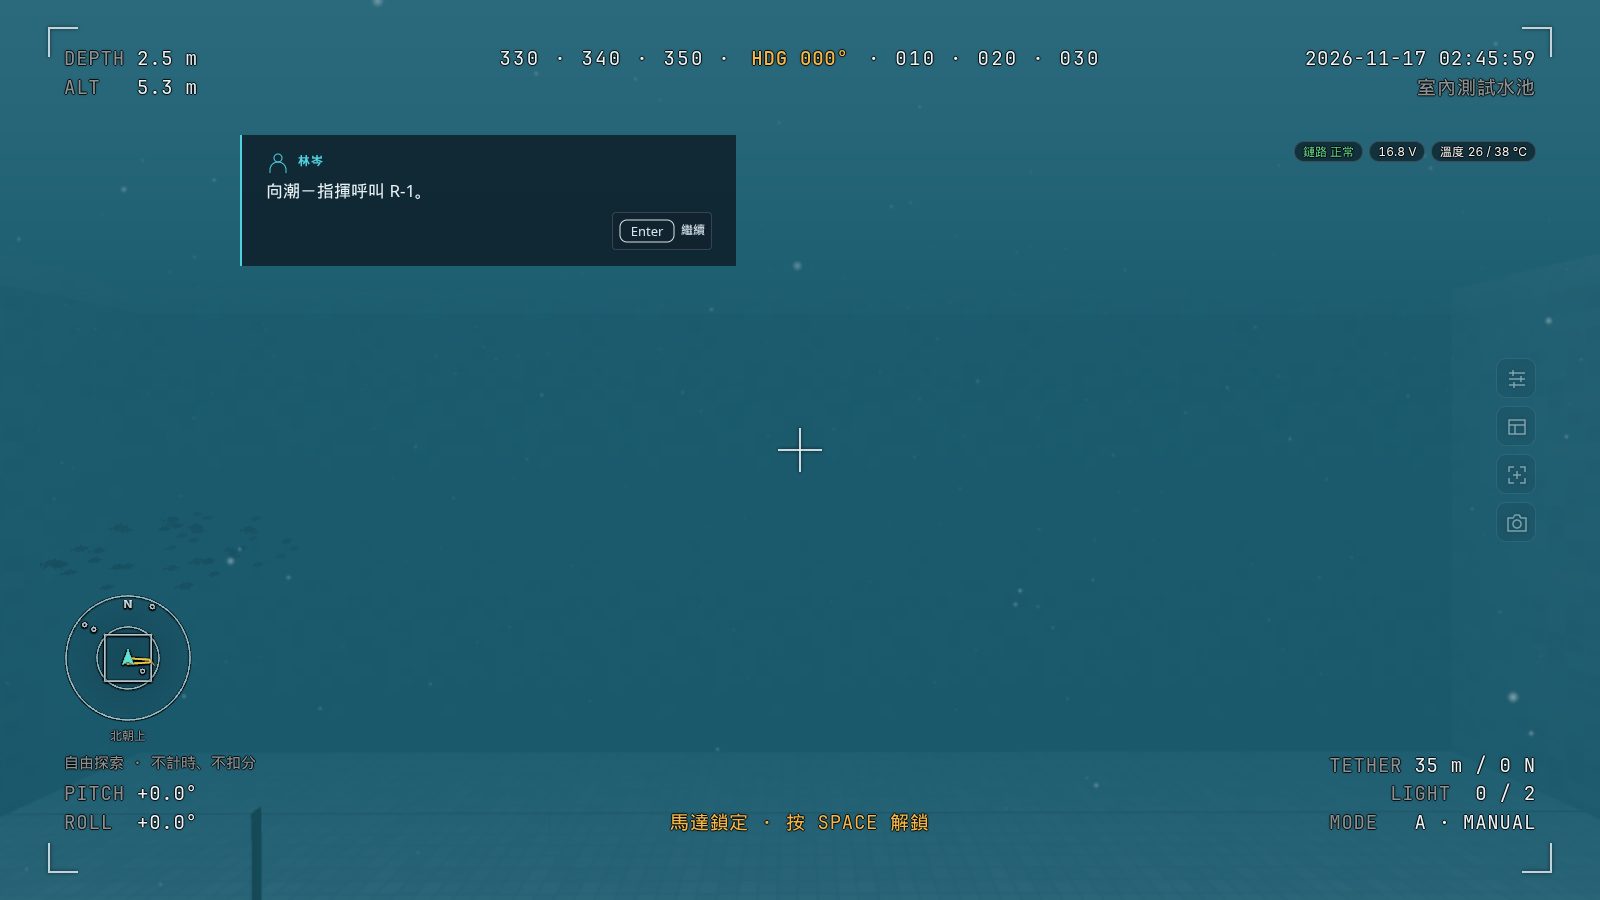 DEPTH 2.5 m
ALT 5.3 m
330 · 340 · 350 · HDG 000° · 010 · 020 · 030
2026-11-17 02:45:59
室內測試水池
鏈路 正常
16.8 V
溫度 26 / 38 °C
林岑
向潮－指揮呼叫 R-1。
Enter 繼續
N
北朝上
自由探索 · 不計時、不扣分
PITCH +0.0°
ROLL +0.0°
馬達鎖定 · 按 SPACE 解鎖
TETHER 35 m / 0 N
LIGHT 0 / 2
MODE A · MANUAL